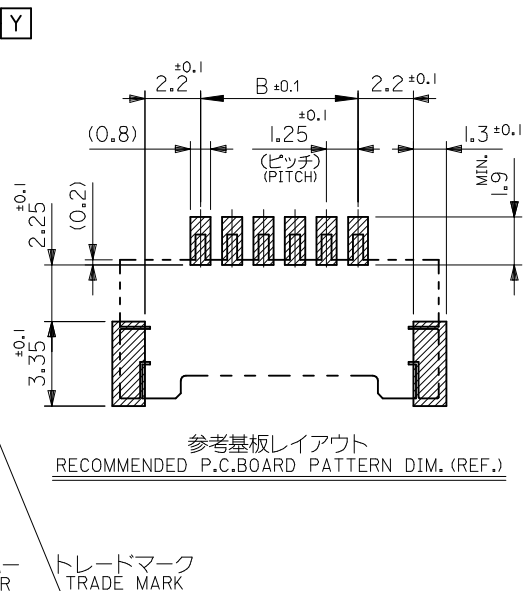 Y
2.2 ±0.1
B ±0.1
2.2 ±0.1
(0.8)
1.25 ±0.1
(ピッチ)
(PITCH)
1.3 ±0.1
MIN.
1.9
2.25 ±0.1
(0.2)
3.35 ±0.1
参考基板レイアウト
RECOMMENDED P.C.BOARD PATTERN DIM.(REF.)
トレードマーク
TRADE MARK
ー
R